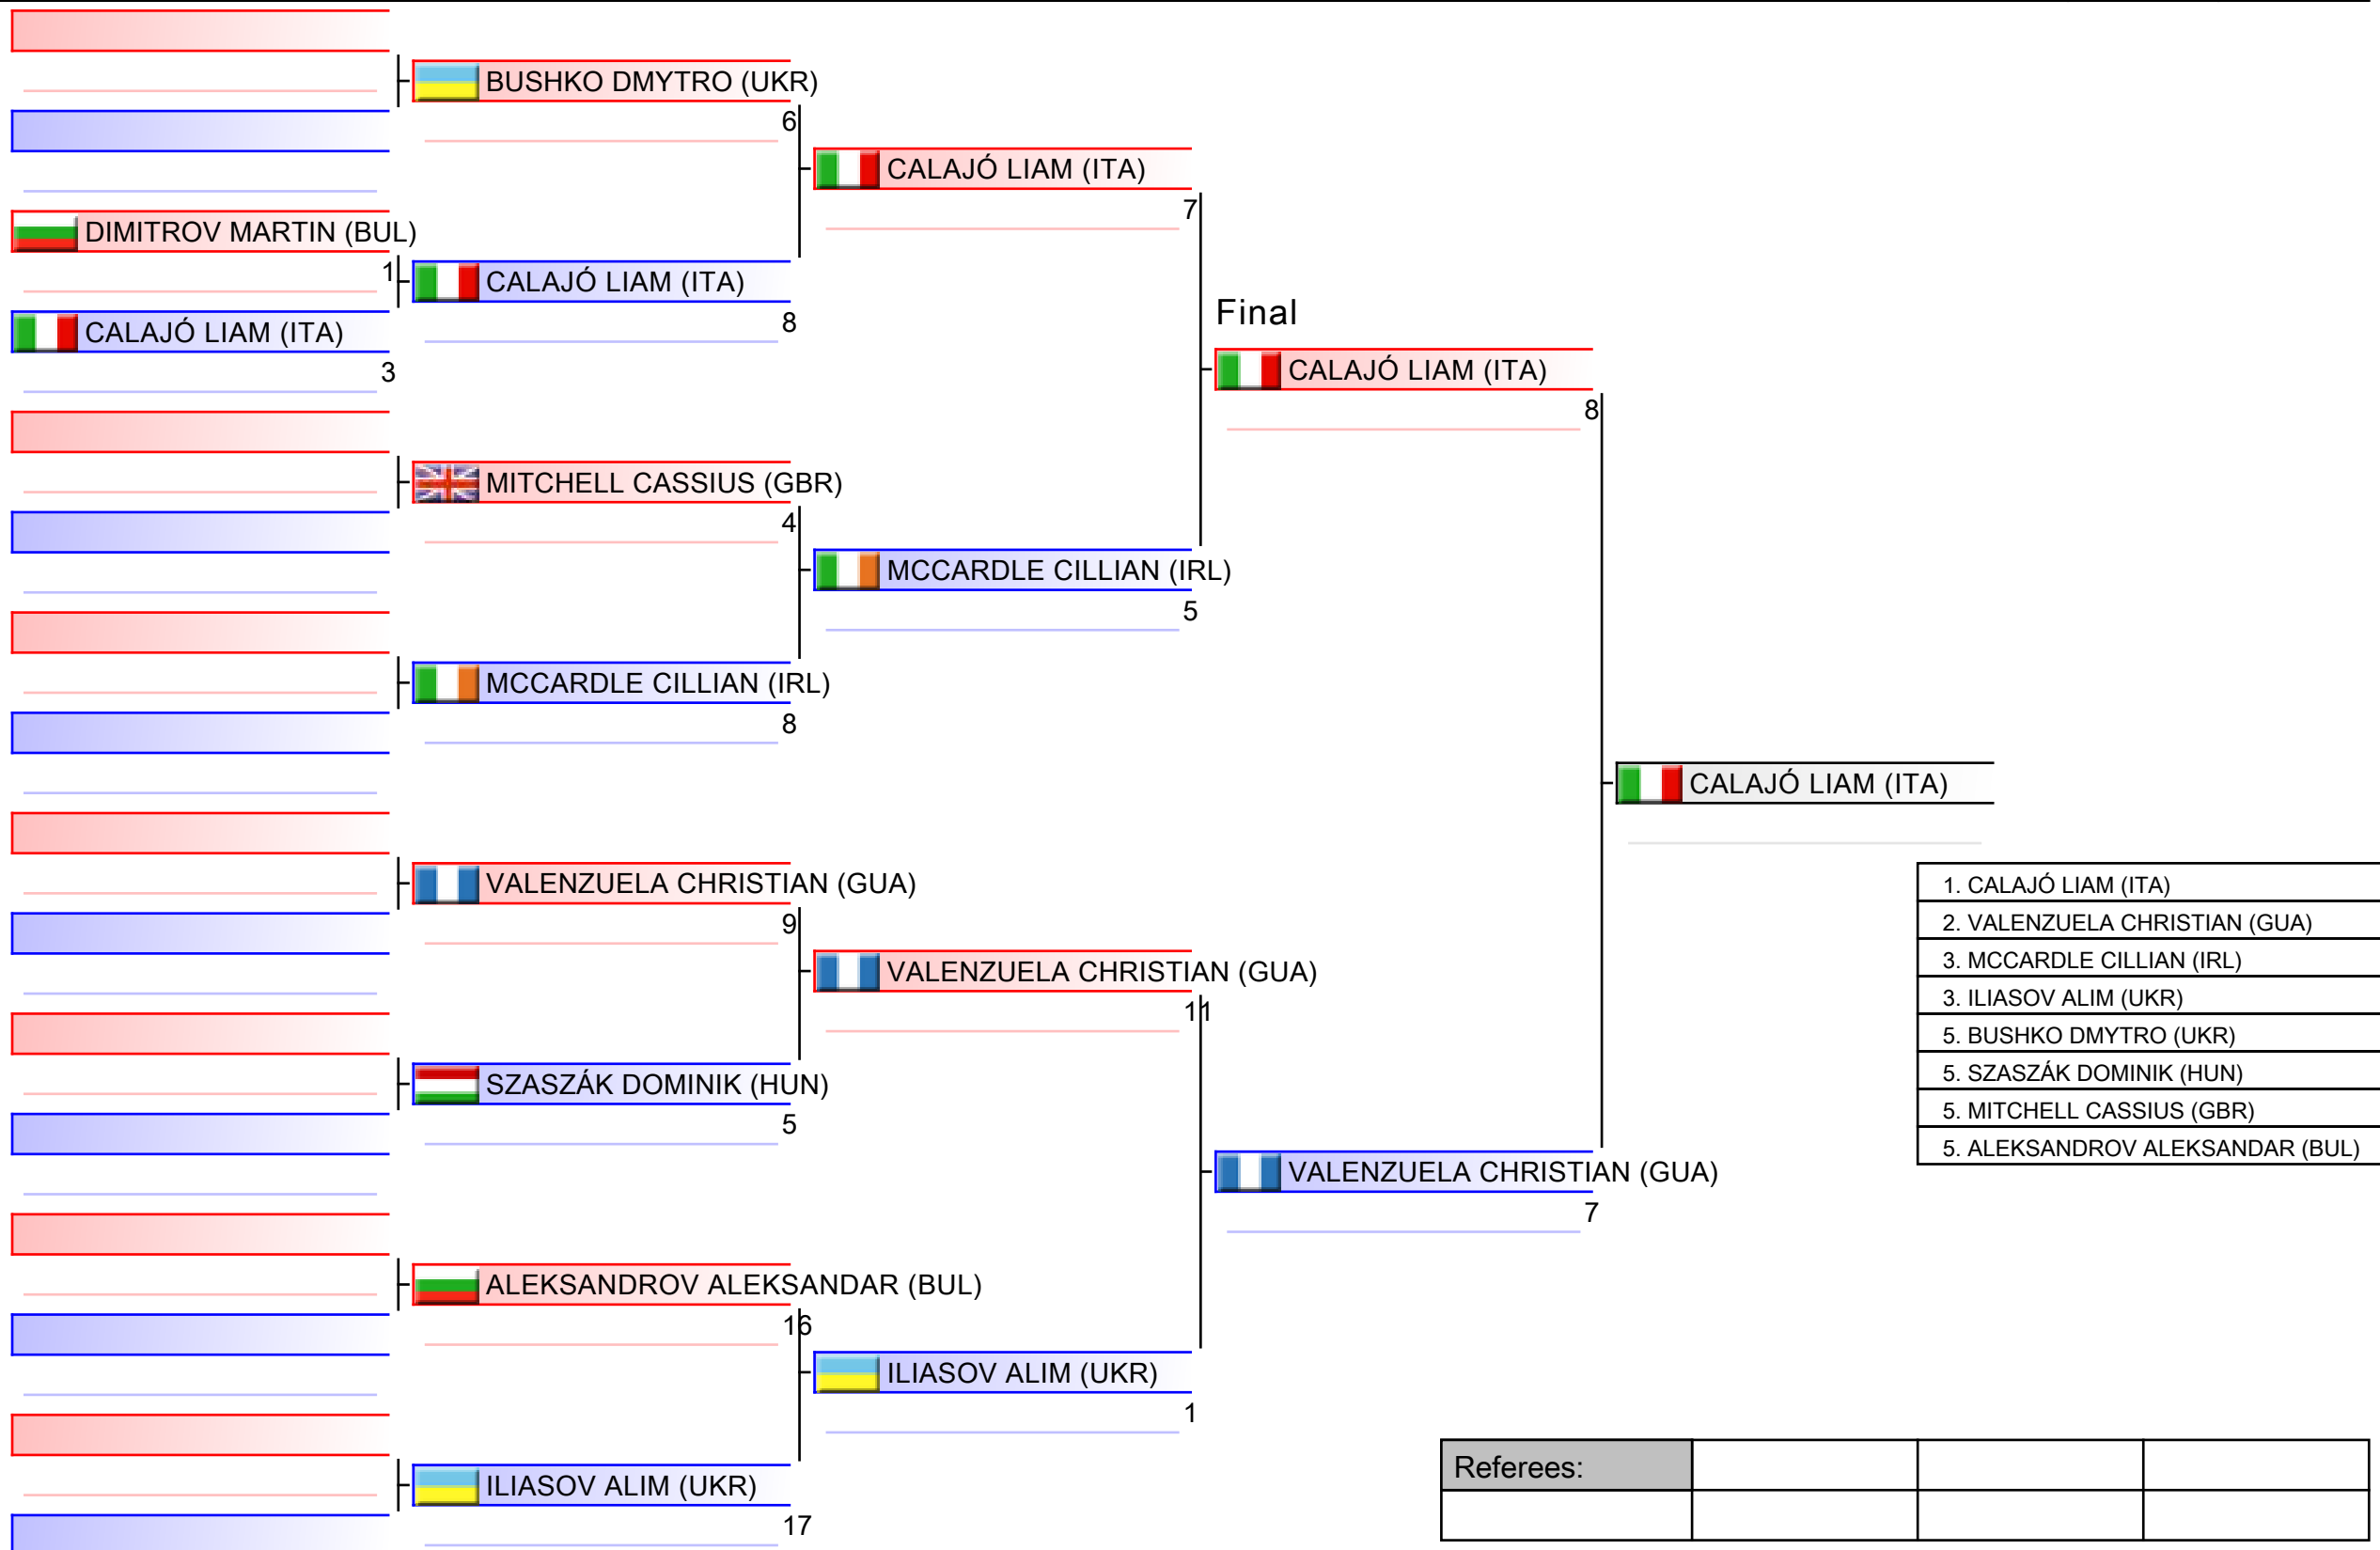 BUSHKO DMYTRO (UKR)
6
CALAJÓ LIAM (ITA)
7
DIMITROV MARTIN (BUL)
1
CALAJÓ LIAM (ITA)
8
CALAJÓ LIAM (ITA)
3
Final
CALAJÓ LIAM (ITA)
8
MITCHELL CASSIUS (GBR)
4
MCCARDLE CILLIAN (IRL)
5
MCCARDLE CILLIAN (IRL)
8
CALAJÓ LIAM (ITA)
VALENZUELA CHRISTIAN (GUA)
9
VALENZUELA CHRISTIAN (GUA)
11
SZASZÁK DOMINIK (HUN)
5
VALENZUELA CHRISTIAN (GUA)
7
ALEKSANDROV ALEKSANDAR (BUL)
16
ILIASOV ALIM (UKR)
1
ILIASOV ALIM (UKR)
17
1. CALAJÓ LIAM (ITA)
2. VALENZUELA CHRISTIAN (GUA)
3. MCCARDLE CILLIAN (IRL)
3. ILIASOV ALIM (UKR)
5. BUSHKO DMYTRO (UKR)
5. SZASZÁK DOMINIK (HUN)
5. MITCHELL CASSIUS (GBR)
5. ALEKSANDROV ALEKSANDAR (BUL)
Referees: